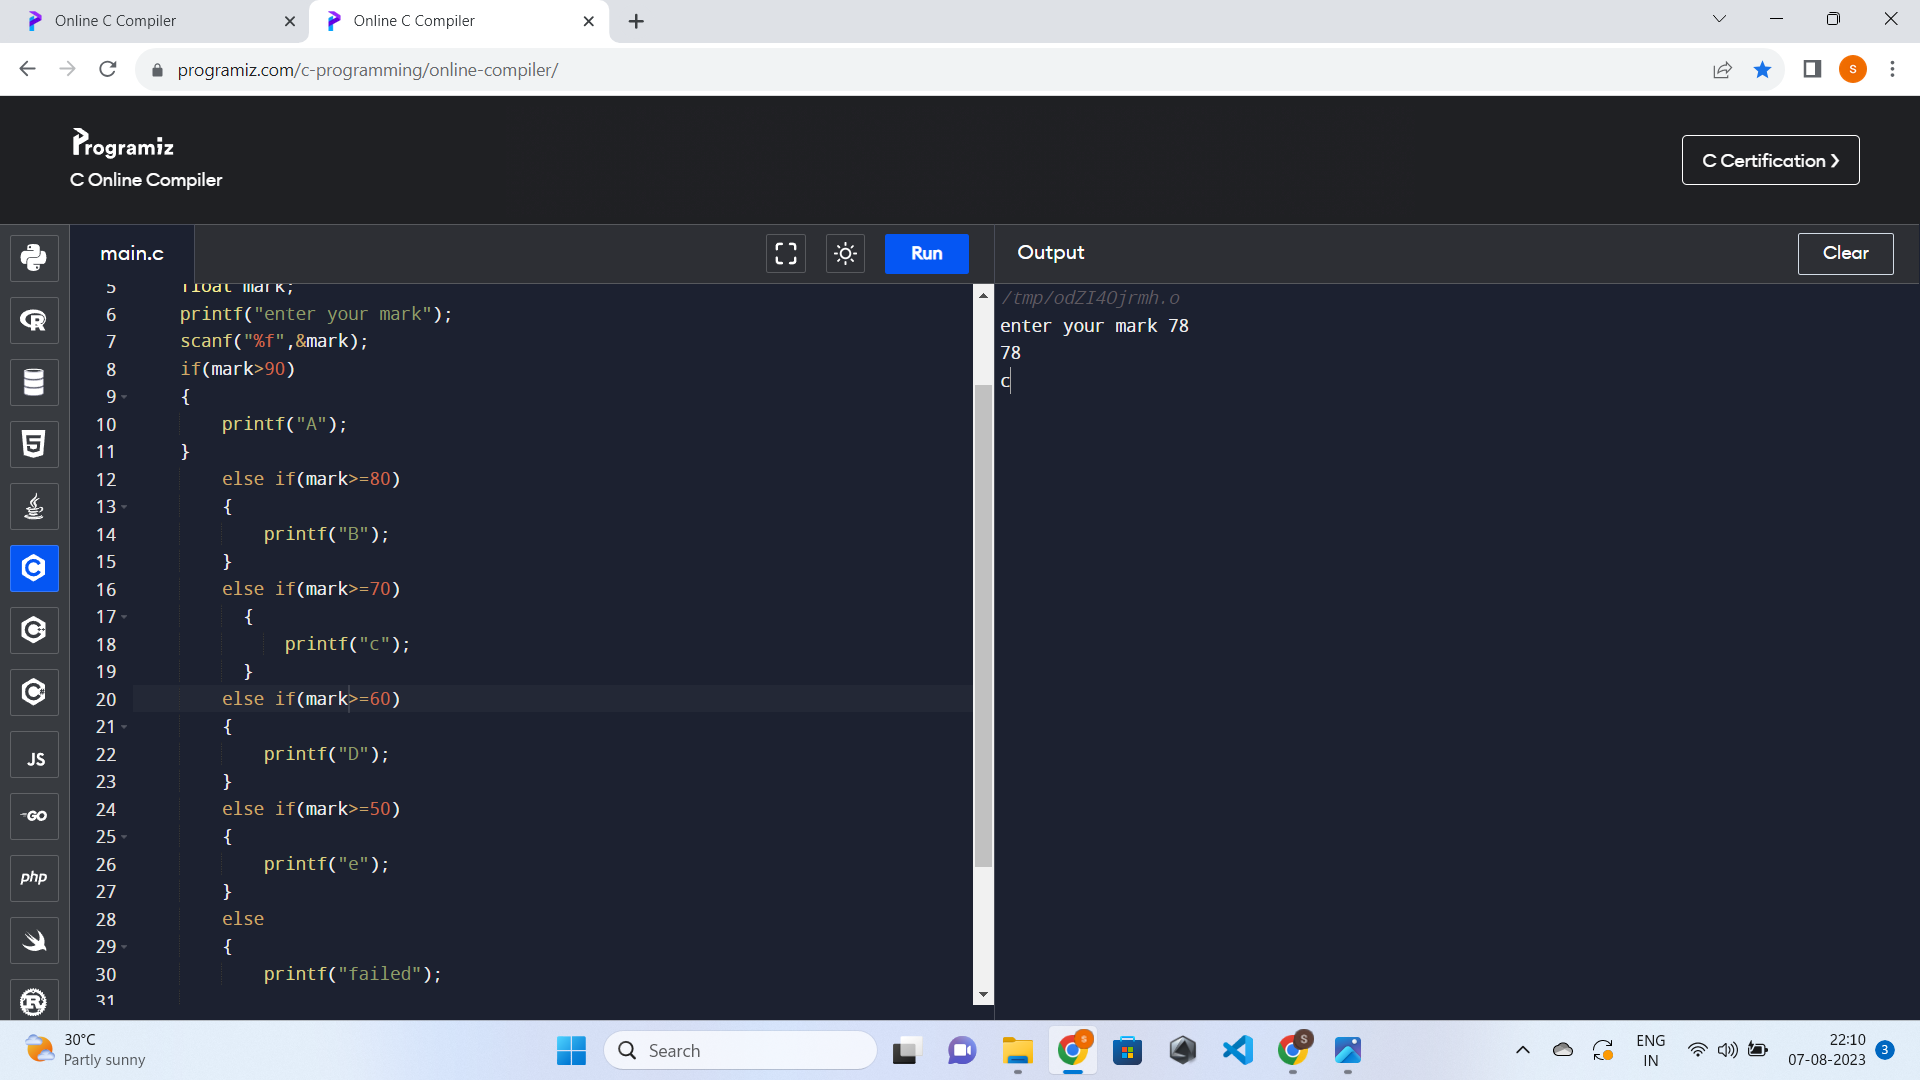 Online C Compiler
Online C Compiler
programiz.com/c-programming/online-compiler/
s
Programiz
C Online Compiler
C Certification ❯
main.c
Run
Output
Clear
5 float mark;
6 printf("enter your mark");
7 scanf("%f",&mark);
8 if(mark>90)
9 {
10 printf("A");
11 }
12 else if(mark>=80)
13 {
14 printf("B");
15 }
16 else if(mark>=70)
17 {
18 printf("c");
19 }
20 else if(mark>=60)
21 {
22 printf("D");
23 }
24 else if(mark>=50)
25 {
26 printf("e");
27 }
28 else
29 {
30 printf("failed");
31
/tmp/odZI4Ojrmh.o
enter your mark 78
78
c
R
5
C
C
C
JS
GO
php
R
30°C
Partly sunny
Search
s
S
ENG
IN
22:10
07-08-2023
3